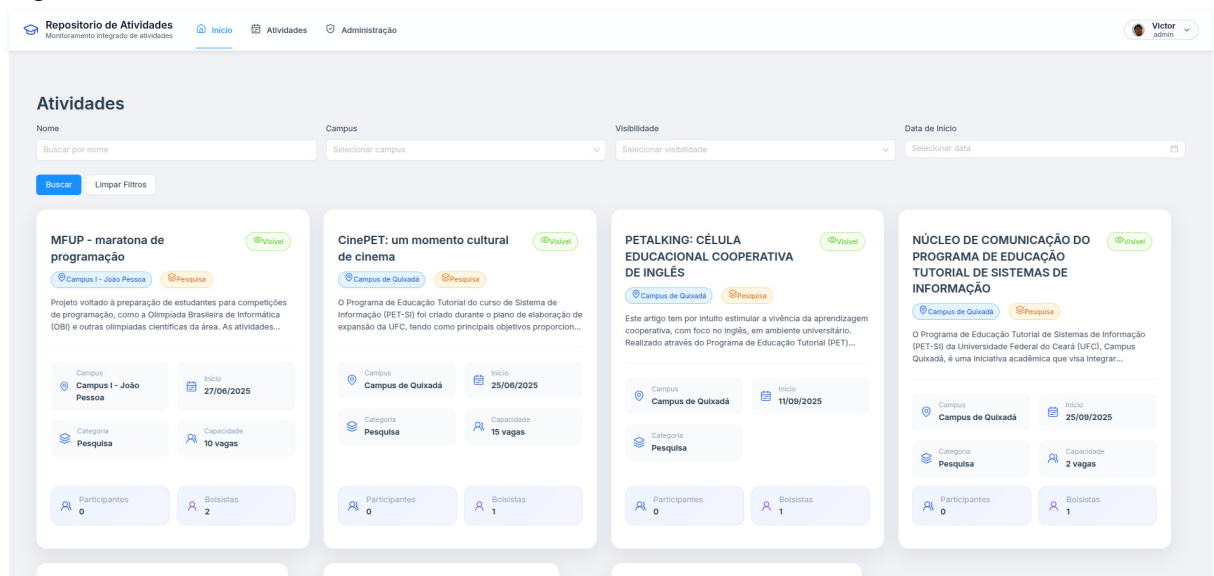 Repositorio de Atividades
Monitoramento integrado de atividades
Início
Atividades
Administração
Victor
admin
Atividades
Nome
Campus
Visibilidade
Data de Início
Buscar por nome
Selecionar campus
Selecionar visibilidade
Selecionar data
Buscar
Limpar Filtros
MFUP - maratona de
programação
Visível
Campus I - João Pessoa
Pesquisa
Projeto voltado à preparação de estudantes para competições
de programação, como a Olimpíada Brasileira de Informática
(OBI) e outras olimpíadas científicas da área. As atividades...
Campus
Campus I - João
Pessoa
Início
27/06/2025
Categoria
Pesquisa
Capacidade
10 vagas
Participantes
0
Bolsistas
2
CinePET: um momento cultural
de cinema
Visível
Campus de Quixadá
Pesquisa
O Programa de Educação Tutorial do curso de Sistema de
Informação (PET-SI) foi criado durante o plano de elaboração de
expansão da UFC, tendo como principais objetivos proporcion...
Campus
Campus de Quixadá
Início
25/06/2025
Categoria
Pesquisa
Capacidade
15 vagas
Participantes
0
Bolsistas
1
PETALKING: CÉLULA
EDUCACIONAL COOPERATIVA
DE INGLÊS
Visível
Campus de Quixadá
Pesquisa
Este artigo tem por intuito estimular a vivência da aprendizagem
cooperativa, com foco no inglês, em ambiente universitário.
Realizado através do Programa de Educação Tutorial (PET)...
Campus
Campus de Quixadá
Início
11/09/2025
Categoria
Pesquisa
Participantes
0
Bolsistas
1
NÚCLEO DE COMUNICAÇÃO DO
PROGRAMA DE EDUCAÇÃO
TUTORIAL DE SISTEMAS DE
INFORMAÇÃO
Visível
Campus de Quixadá
Pesquisa
O Programa de Educação Tutorial de Sistemas de Informação
(PET-SI) da Universidade Federal do Ceará (UFC), Campus
Quixadá, é uma iniciativa acadêmica que visa integrar...
Campus
Campus de Quixadá
Início
25/09/2025
Categoria
Pesquisa
Capacidade
2 vagas
Participantes
0
Bolsistas
1